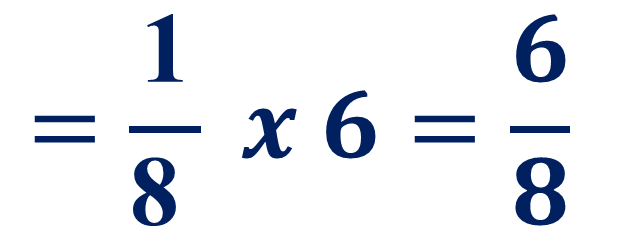 = 1/8 x 6 = 6/8